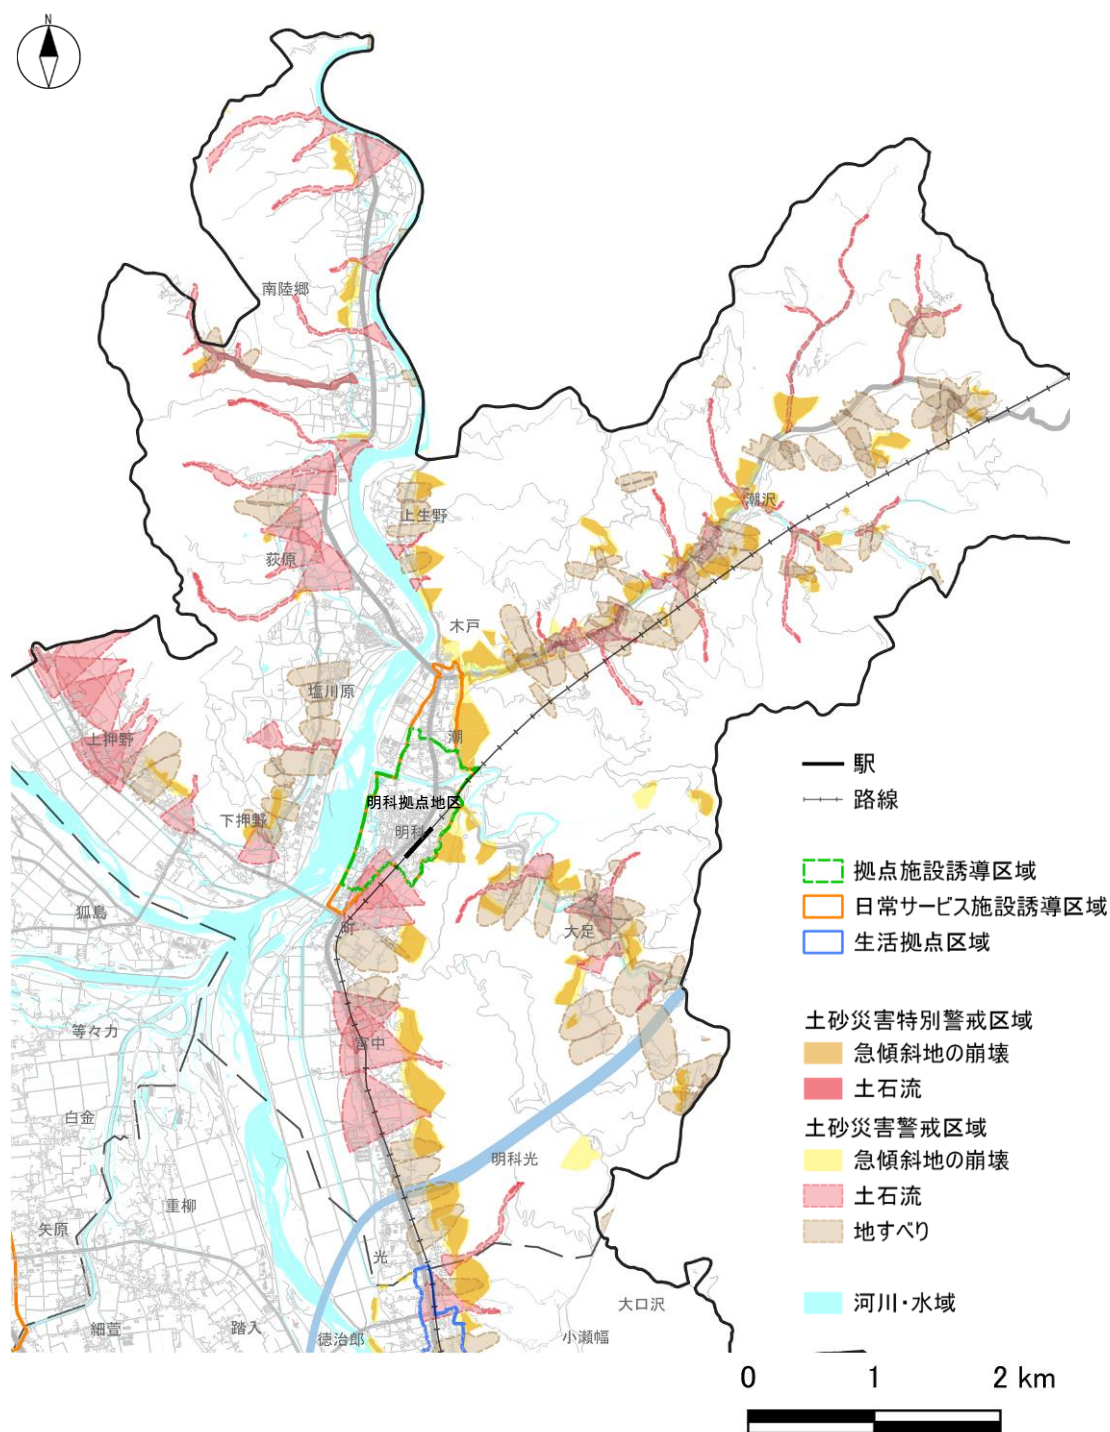 N
南陸郷
上生野
潮沢
荻原
木戸
塩川原
上押野
潮
駅
路線
明科拠点地区
下押野
明科
拠点施設誘導区域
狐島
日常サービス施設誘導区域
町
大足
生活拠点区域
等々力
宮中
土砂災害特別警戒区域
急傾斜地の崩壊
土石流
白金
土砂災害警戒区域
明科光
急傾斜地の崩壊
重柳
土石流
矢原
地すべり
光
大口沢
河川・水域
細萱
踏入
徳治郎
小瀬幅
0 1 2 km